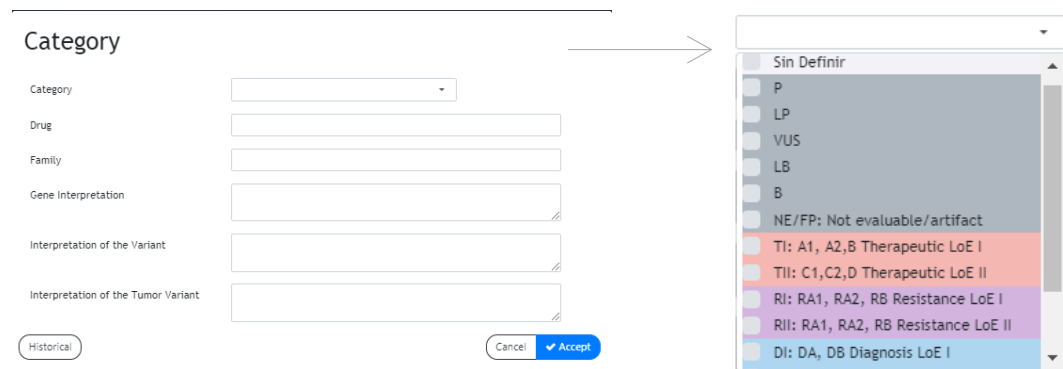 Category
Category
Drug
Family
Gene Interpretation
Interpretation of the Variant
Interpretation of the Tumor Variant
Historical
Cancel
Accept
Sin Definir
P
LP
VUS
LB
B
NE/FP: Not evaluable/artifact
TI: A1, A2,B Therapeutic LoE I
TII: C1,C2,D Therapeutic LoE II
RI: RA1, RA2, RB Resistance LoE I
RII: RA1, RA2, RB Resistance LoE II
DI: DA, DB Diagnosis LoE I